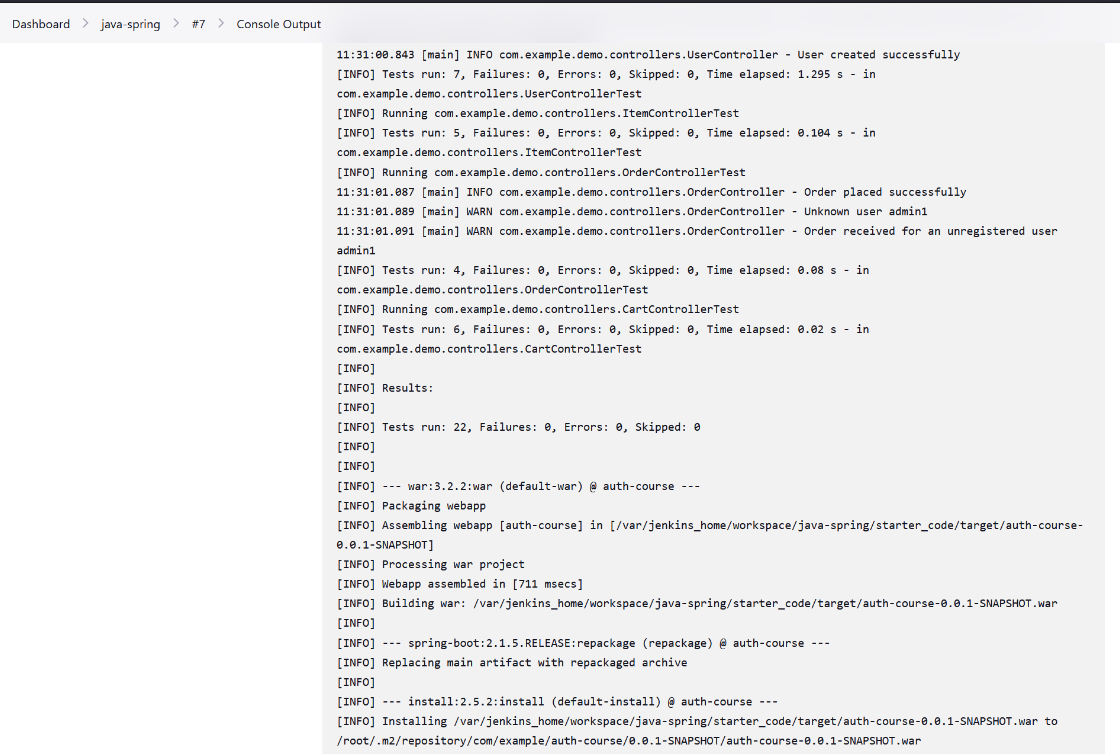 Dashboard > java-spring > #7 > Console Output
11:31:00.843 [main] INFO com.example.demo.controllers.UserController - User created successfully
[INFO] Tests run: 7, Failures: 0, Errors: 0, Skipped: 0, Time elapsed: 1.295 s - in
com.example.demo.controllers.UserControllerTest
[INFO] Running com.example.demo.controllers.ItemControllerTest
[INFO] Tests run: 5, Failures: 0, Errors: 0, Skipped: 0, Time elapsed: 0.104 s - in
com.example.demo.controllers.ItemControllerTest
[INFO] Running com.example.demo.controllers.OrderControllerTest
11:31:01.087 [main] INFO com.example.demo.controllers.OrderController - Order placed successfully
11:31:01.089 [main] WARN com.example.demo.controllers.OrderController - Unknown user admin1
11:31:01.091 [main] WARN com.example.demo.controllers.OrderController - Order received for an unregistered user
admin1
[INFO] Tests run: 4, Failures: 0, Errors: 0, Skipped: 0, Time elapsed: 0.08 s - in
com.example.demo.controllers.OrderControllerTest
[INFO] Running com.example.demo.controllers.CartControllerTest
[INFO] Tests run: 6, Failures: 0, Errors: 0, Skipped: 0, Time elapsed: 0.02 s - in
com.example.demo.controllers.CartControllerTest
[INFO]
[INFO] Results:
[INFO]
[INFO] Tests run: 22, Failures: 0, Errors: 0, Skipped: 0
[INFO]
[INFO]
[INFO] --- war:3.2.2:war (default-war) @ auth-course ---
[INFO] Packaging webapp
[INFO] Assembling webapp [auth-course] in [/var/jenkins_home/workspace/java-spring/starter_code/target/auth-course-
0.0.1-SNAPSHOT]
[INFO] Processing war project
[INFO] Webapp assembled in [711 msecs]
[INFO] Building war: /var/jenkins_home/workspace/java-spring/starter_code/target/auth-course-0.0.1-SNAPSHOT.war
[INFO]
[INFO] --- spring-boot:2.1.5.RELEASE:repackage (repackage) @ auth-course ---
[INFO] Replacing main artifact with repackaged archive
[INFO]
[INFO] --- install:2.5.2:install (default-install) @ auth-course ---
[INFO] Installing /var/jenkins_home/workspace/java-spring/starter_code/target/auth-course-0.0.1-SNAPSHOT.war to
/root/.m2/repository/com/example/auth-course/0.0.1-SNAPSHOT/auth-course-0.0.1-SNAPSHOT.war